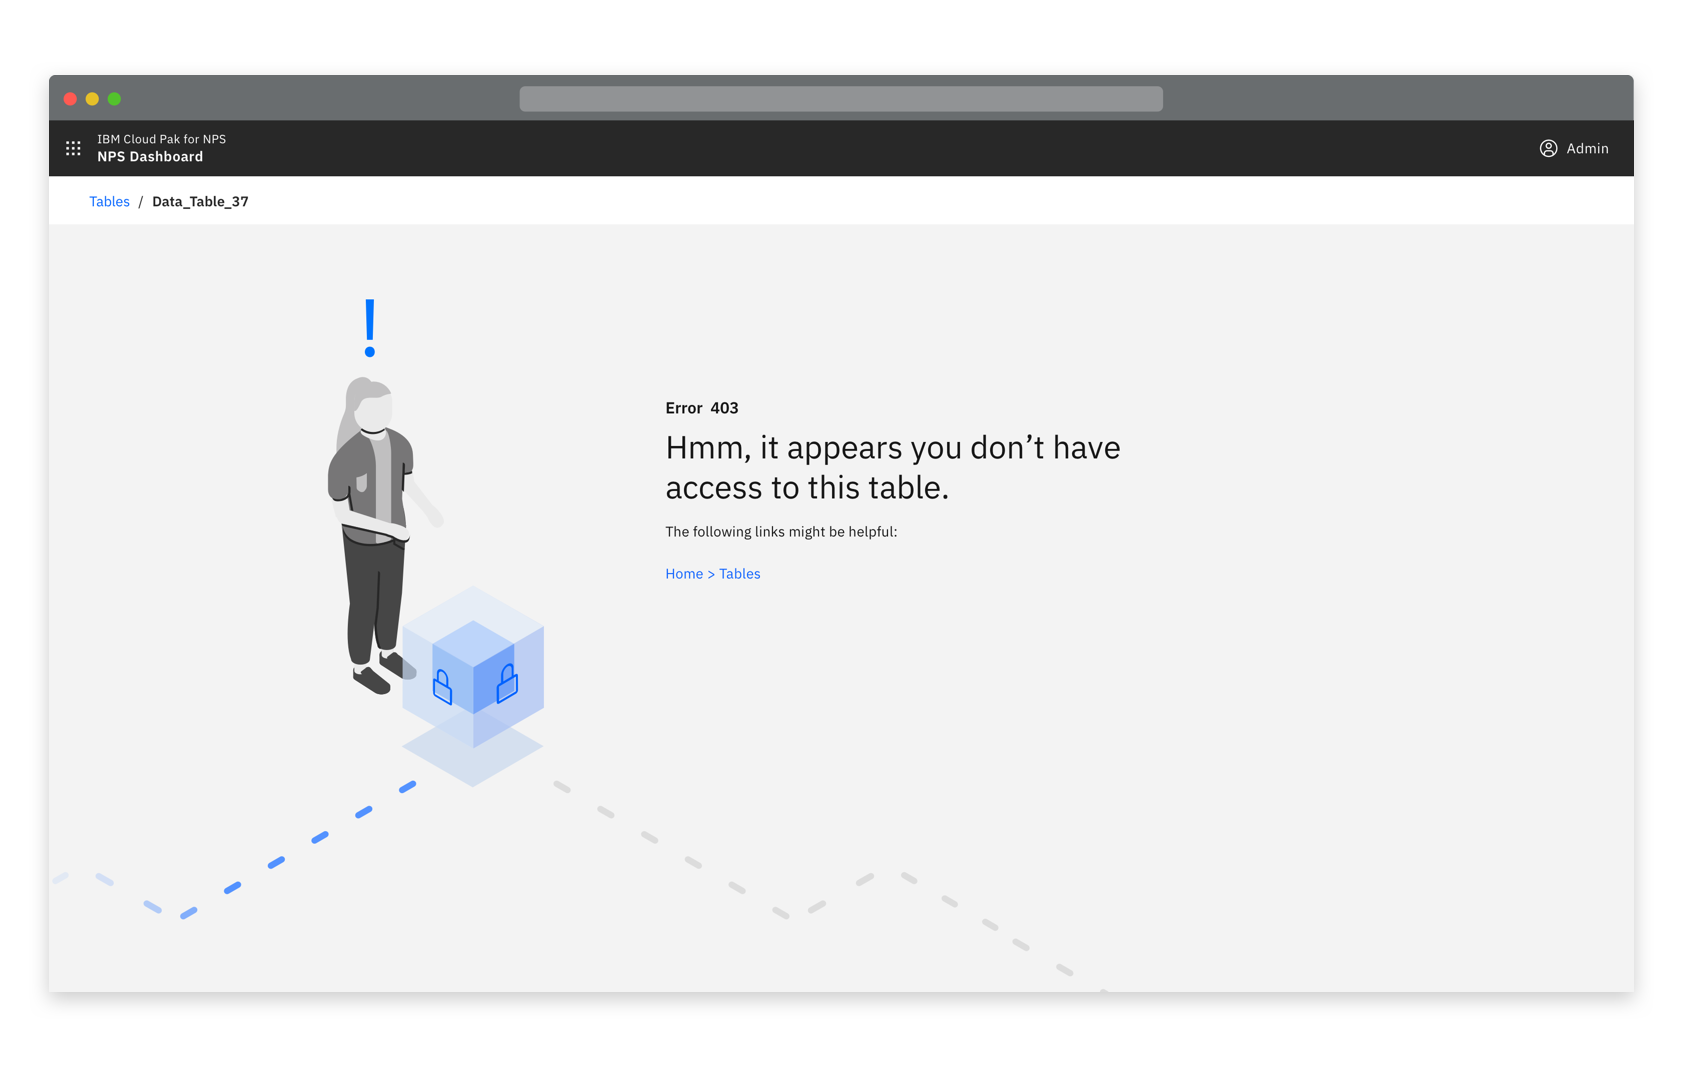 IBM Cloud Pak for NPS
NPS Dashboard
Admin
Tables / Data_Table_37
!
Error 403
Hmm, it appears you don’t have
access to this table.
The following links might be helpful:
Home > Tables